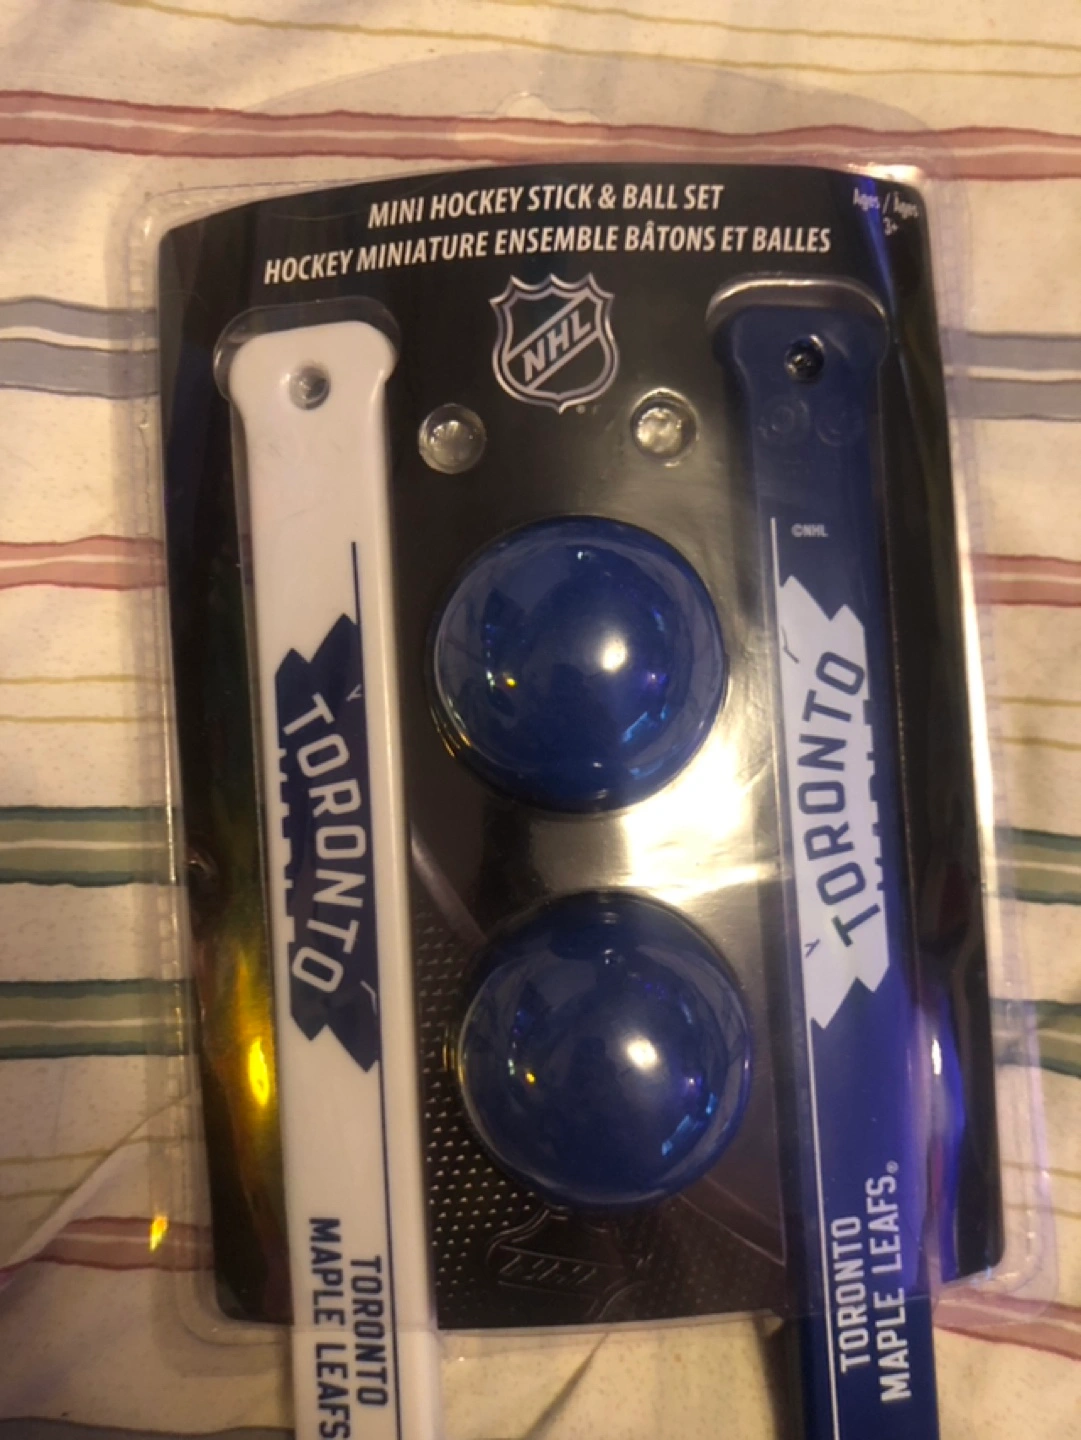 MINI HOCKEY STICK & BALL SET
HOCKEY MINIATURE ENSEMBLE BÂTONS ET BALLES
Ages / Âges
3+
NHL
©NHL
TORONTO
TORONTO
TORONTO
MAPLE LEAFS
TORONTO
MAPLE LEAFS®
NHL